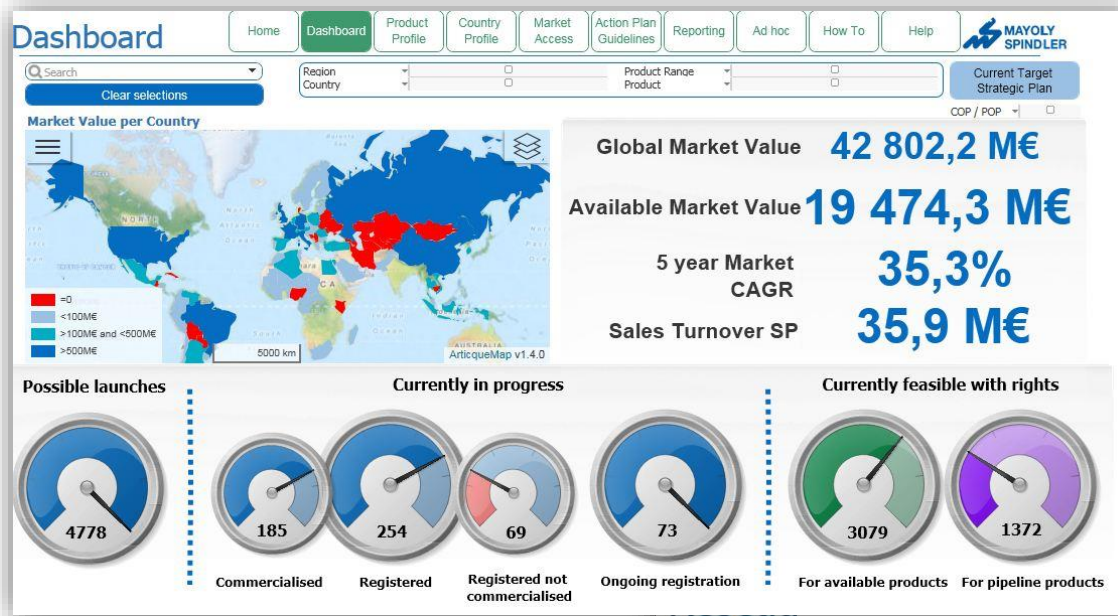 Dashboard
Home
Dashboard
Product
Profile
Country
Profile
Market
Access
Action Plan
Guidelines
Reporting
Ad hoc
How To
Help
MAYOLY
SPINDLER
Search
Clear selections
Region
Country
Product Range
Product
Current Target
Strategic Plan
COP / POP
Market Value per Country
NORTH
=0
<100M€
>100M€ and <500M€
>500M€
5000 km
AUSTRALIA
ArticqueMap v1.4.0
Global Market Value 42 802,2 M€
Available Market Value 19 474,3 M€
5 year Market
CAGR
35,3%
Sales Turnover SP 35,9 M€
Possible launches
Currently in progress
Currently feasible with rights
4778
185
254
69
73
3079
1372
Commercialised
Registered
Registered not
commercialised
Ongoing registration
For available products
For pipeline products